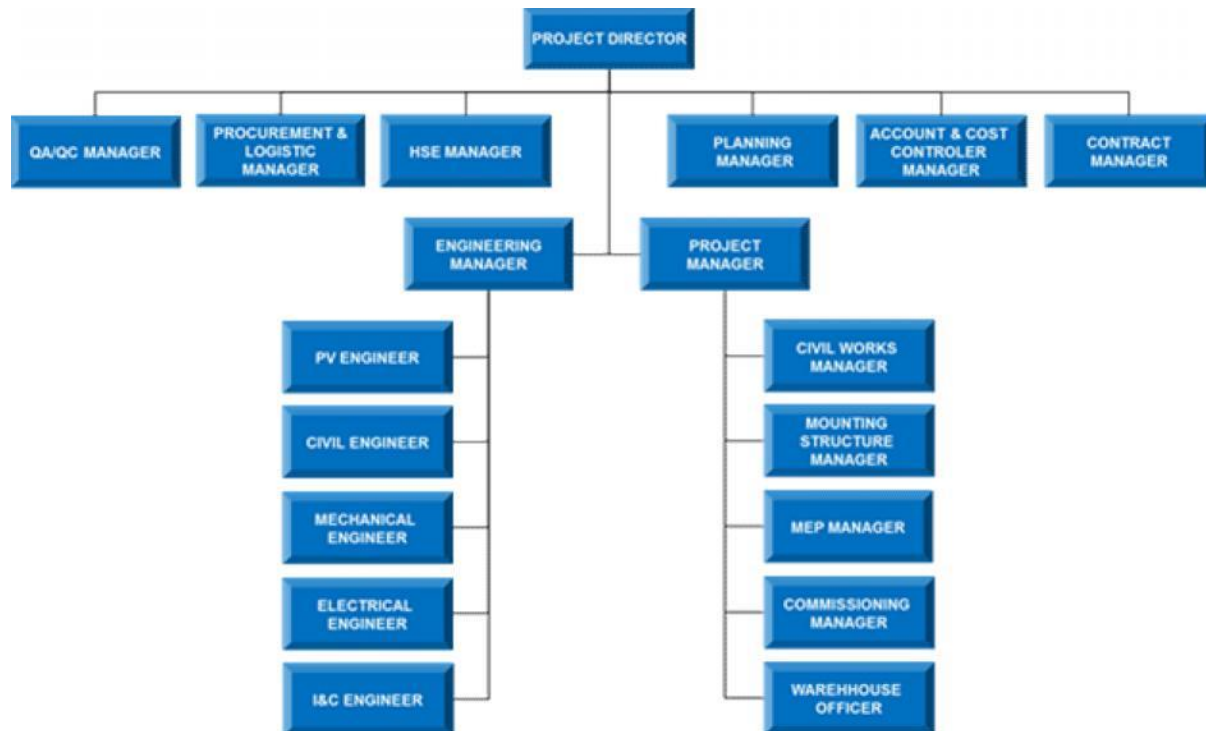 PROJECT DIRECTOR
QA/QC MANAGER
PROCUREMENT &
LOGISTIC
MANAGER
HSE MANAGER
PLANNING
MANAGER
ACCOUNT & COST
CONTROLER
MANAGER
CONTRACT
MANAGER
ENGINEERING
MANAGER
PROJECT
MANAGER
PV ENGINEER
CIVIL ENGINEER
MECHANICAL
ENGINEER
ELECTRICAL
ENGINEER
I&C ENGINEER
CIVIL WORKS
MANAGER
MOUNTING
STRUCTURE
MANAGER
MEP MANAGER
COMMISSIONING
MANAGER
WAREHHOUSE
OFFICER